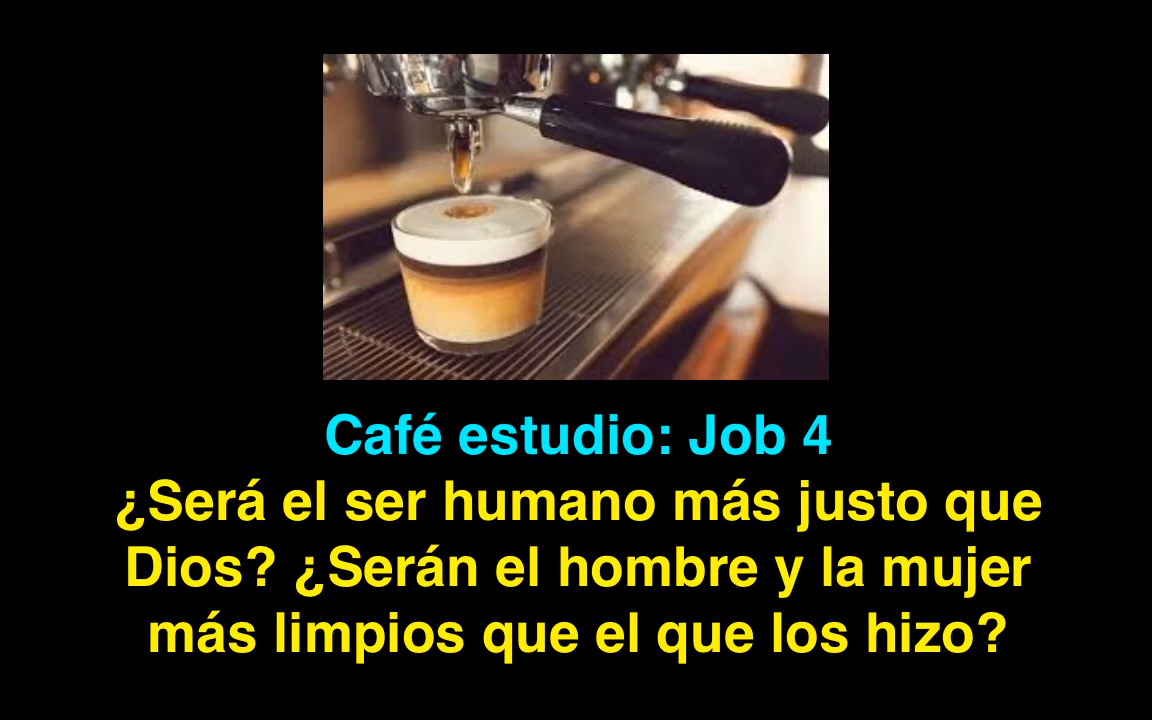 Café estudio: Job 4
¿Será el ser humano más justo que
Dios? ¿Serán el hombre y la mujer
más limpios que el que los hizo?